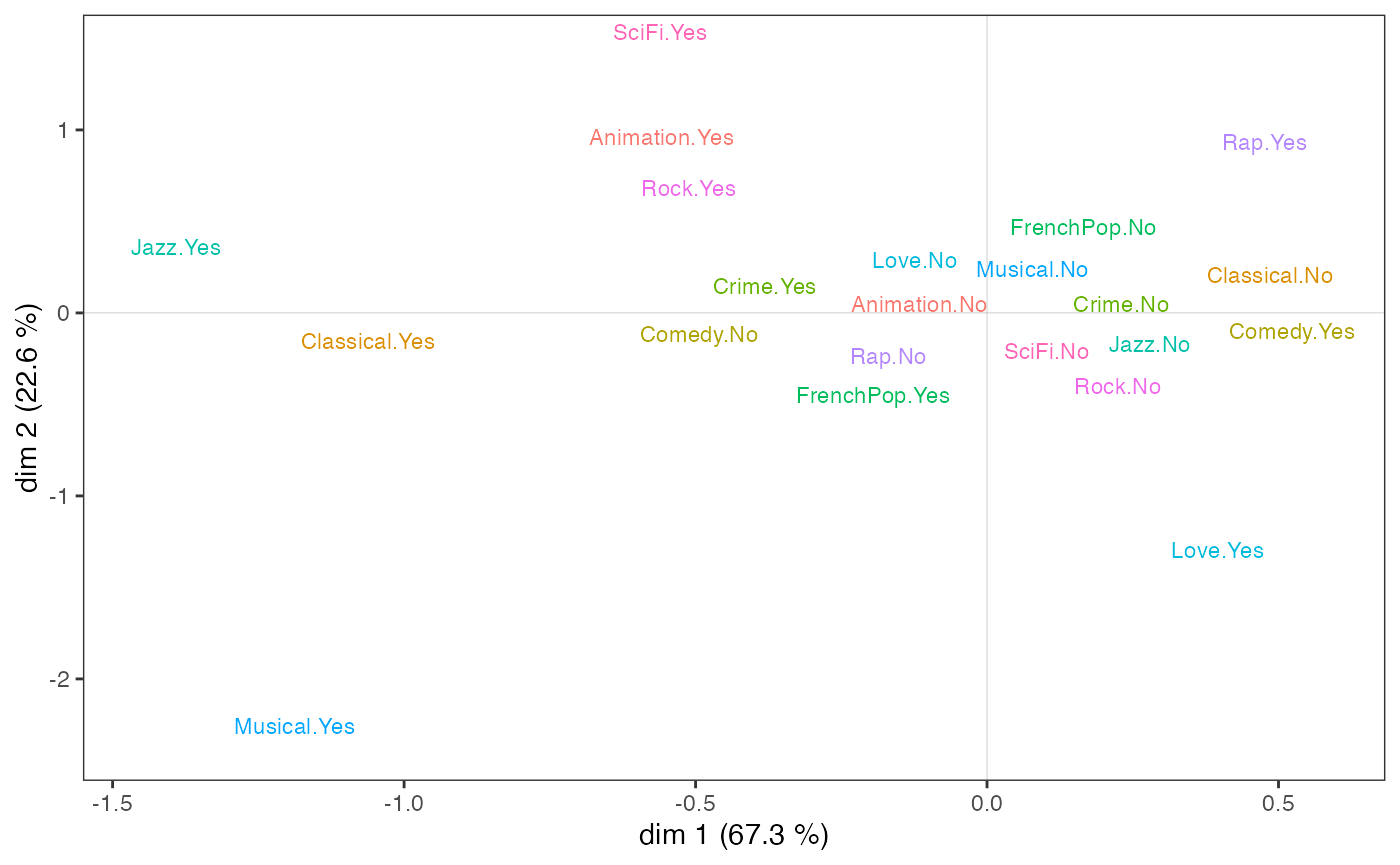 SciFi.Yes
1
Animation.Yes
Rap.Yes
Rock.Yes
FrenchPop.No
Jazz.Yes
Love.No
Musical.No
Classical.No
Crime.Yes
Animation.No
Crime.No
0
Comedy.No
Comedy.Yes
Classical.Yes
Rap.No
SciFi.No
Jazz.No
Rock.No
FrenchPop.Yes
dim 2 (22.6 %)
-1
Love.Yes
-2
Musical.Yes
-1.5 -1.0 -0.5 0.0 0.5
dim 1 (67.3 %)